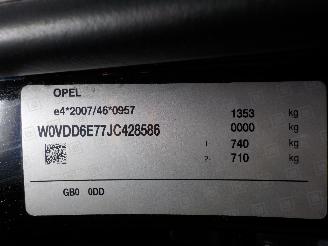 OPEL
e4*2007/46*0957
1353 kg
W0VDD6E77JC428586
0000 kg
1 740 kg
2 710 kg
GB0 0DD